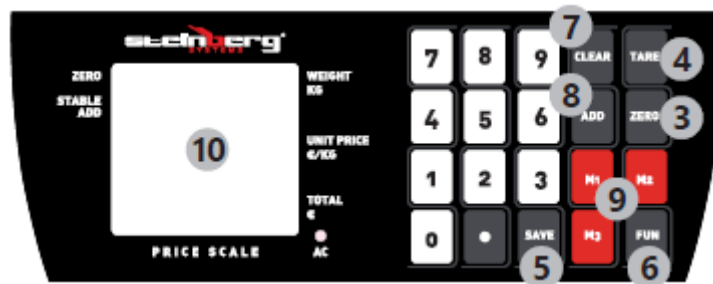 steinberg
SYSTEMS
ZERO
STABLE
ADD
WEIGHT
KG
UNIT PRICE
€/KG
TOTAL
€
AC
PRICE SCALE
10
7 8 9 CLEAR TARE
4 5 6 ADD ZERO
1 2 3 M1 M2
0 . SAVE M3 FUN
7
4
8
3
9
5
6